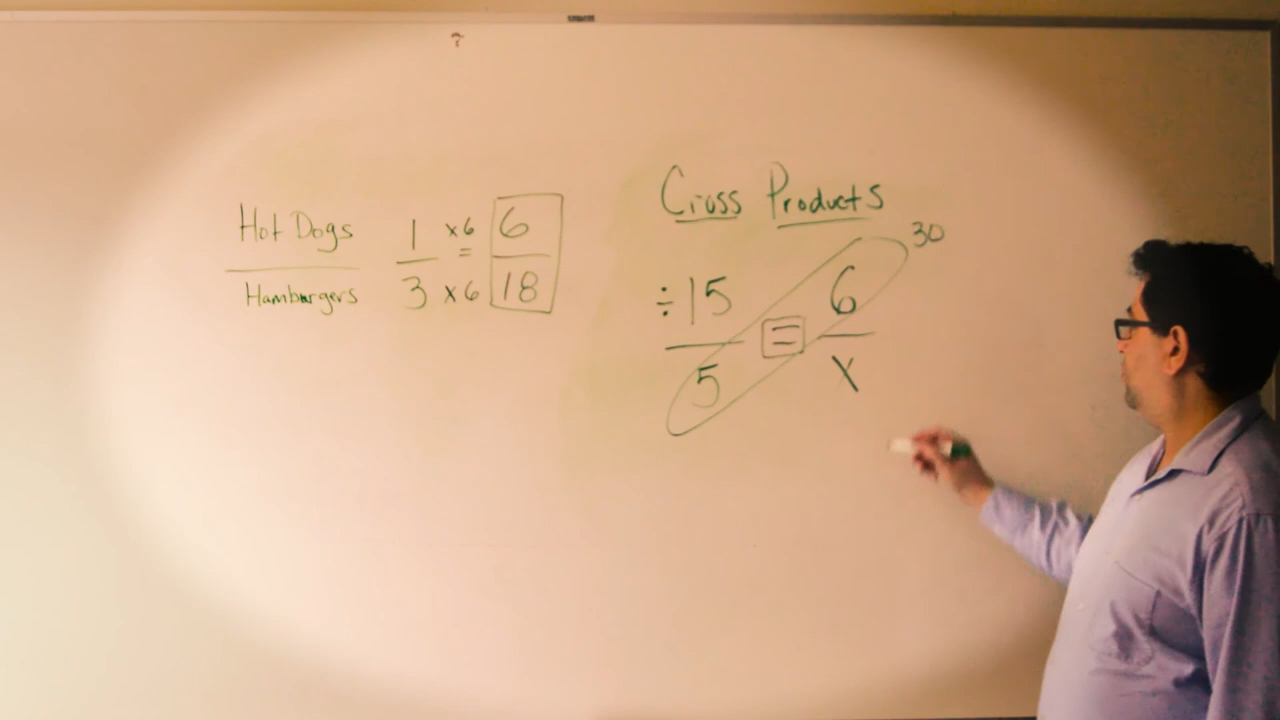 ?
Hot Dogs
Hamburgers
1 x6 6
=
3 x6 18
Cross Products
30
÷15 = 6
5 x